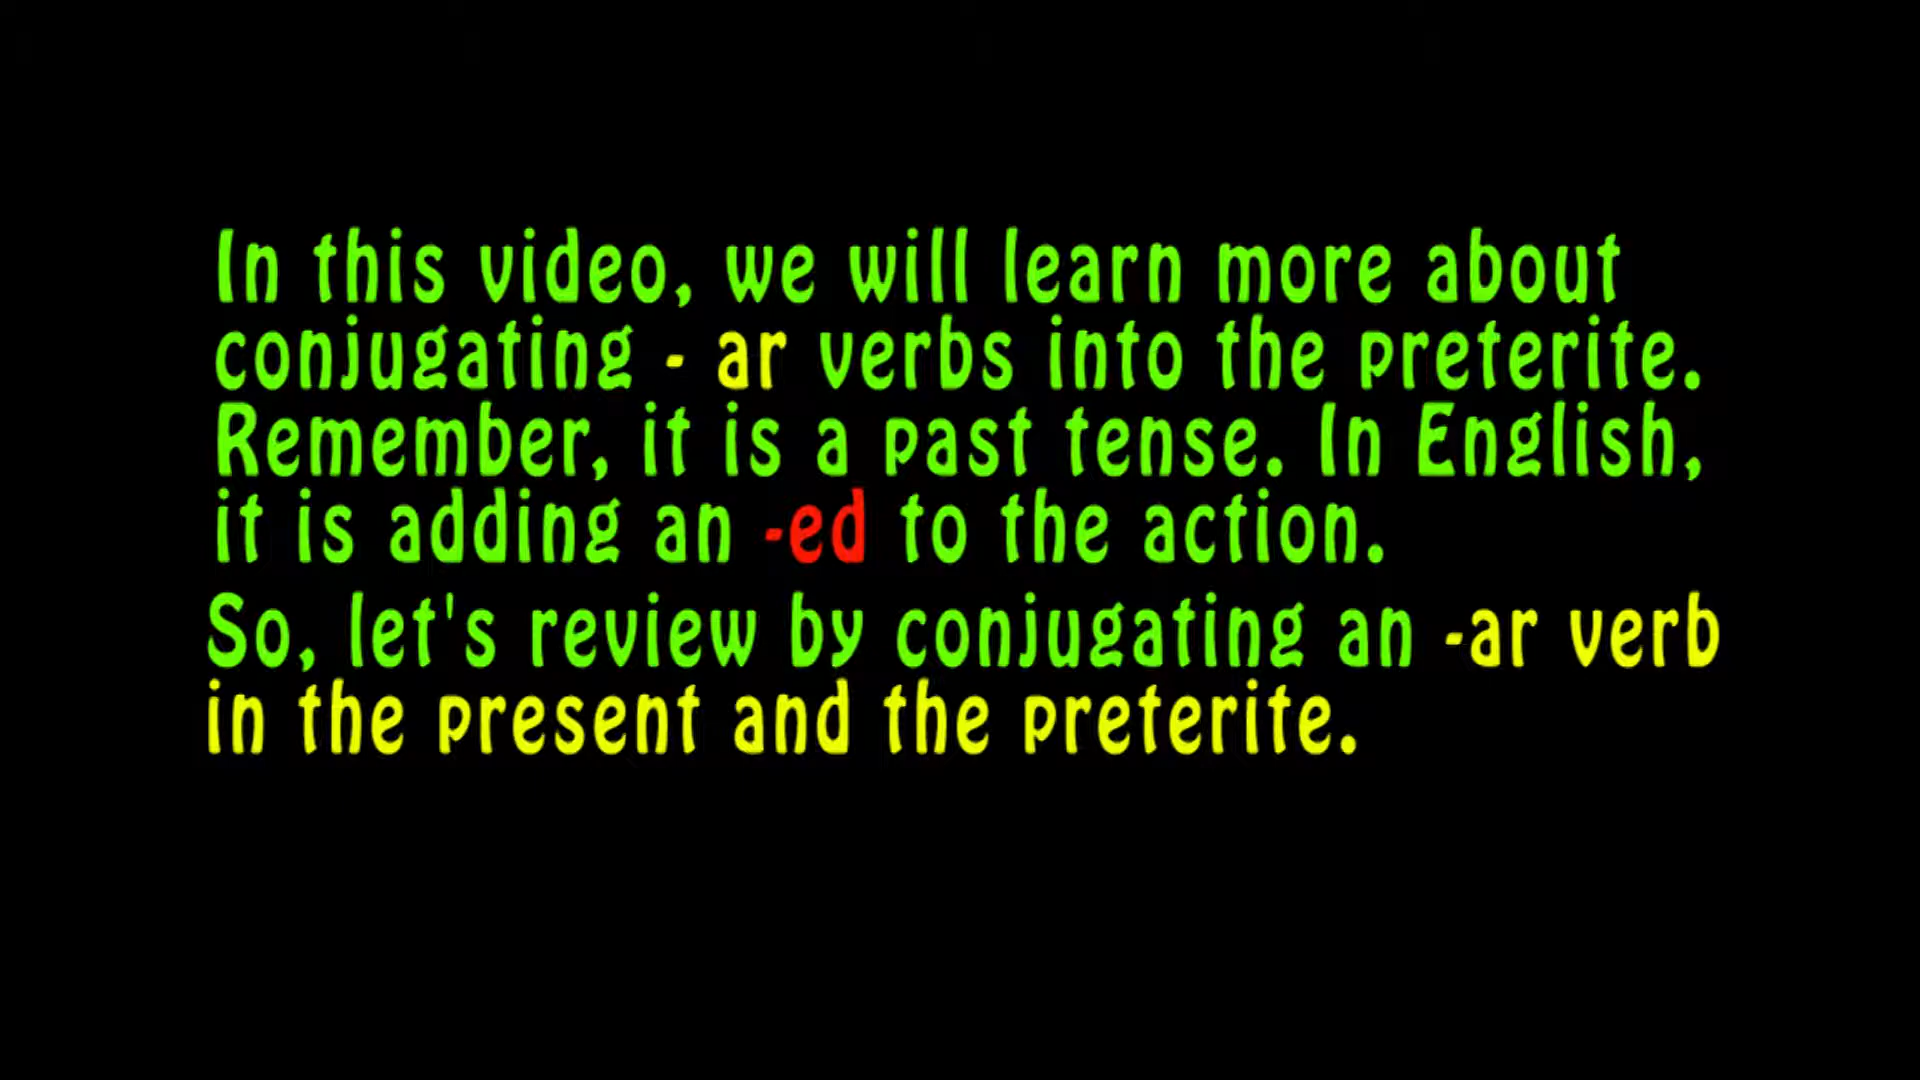 In this video, we will learn more about
conjugating - ar verbs into the preterite.
Remember, it is a past tense. In English,
it is adding an -ed to the action.
So, let's review by conjugating an -ar verb
in the present and the preterite.